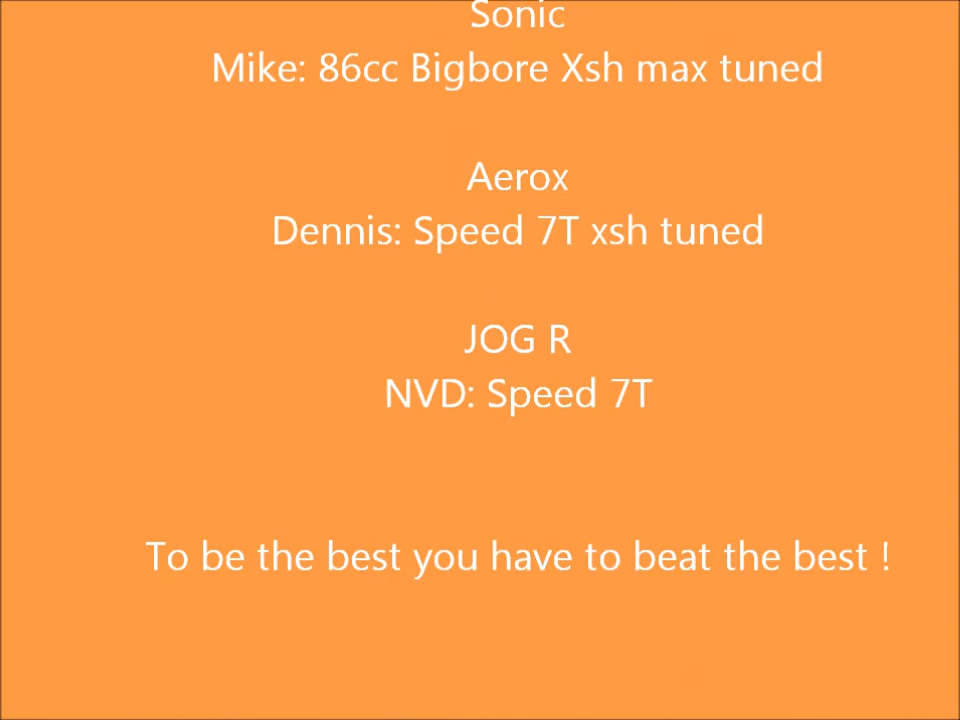 Sonic
Mike: 86cc Bigbore Xsh max tuned
Aerox
Dennis: Speed 7T xsh tuned
JOG R
NVD: Speed 7T
To be the best you have to beat the best !